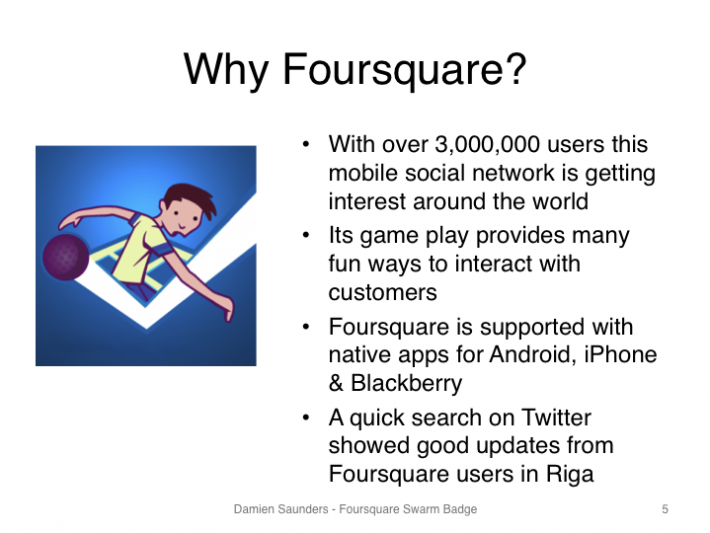 Why Foursquare?
• With over 3,000,000 users this
mobile social network is getting
interest around the world
• Its game play provides many
fun ways to interact with
customers
• Foursquare is supported with
native apps for Android, iPhone
& Blackberry
• A quick search on Twitter
showed good updates from
Foursquare users in Riga
Damien Saunders - Foursquare Swarm Badge
5